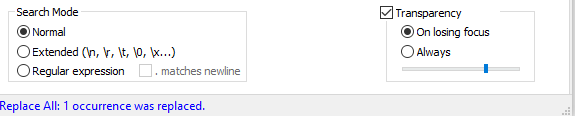 Search Mode
Normal
Extended (\n, \r, \t, \0, \x...)
Regular expression
. matches newline
Transparency
On losing focus
Always
Replace All: 1 occurrence was replaced.